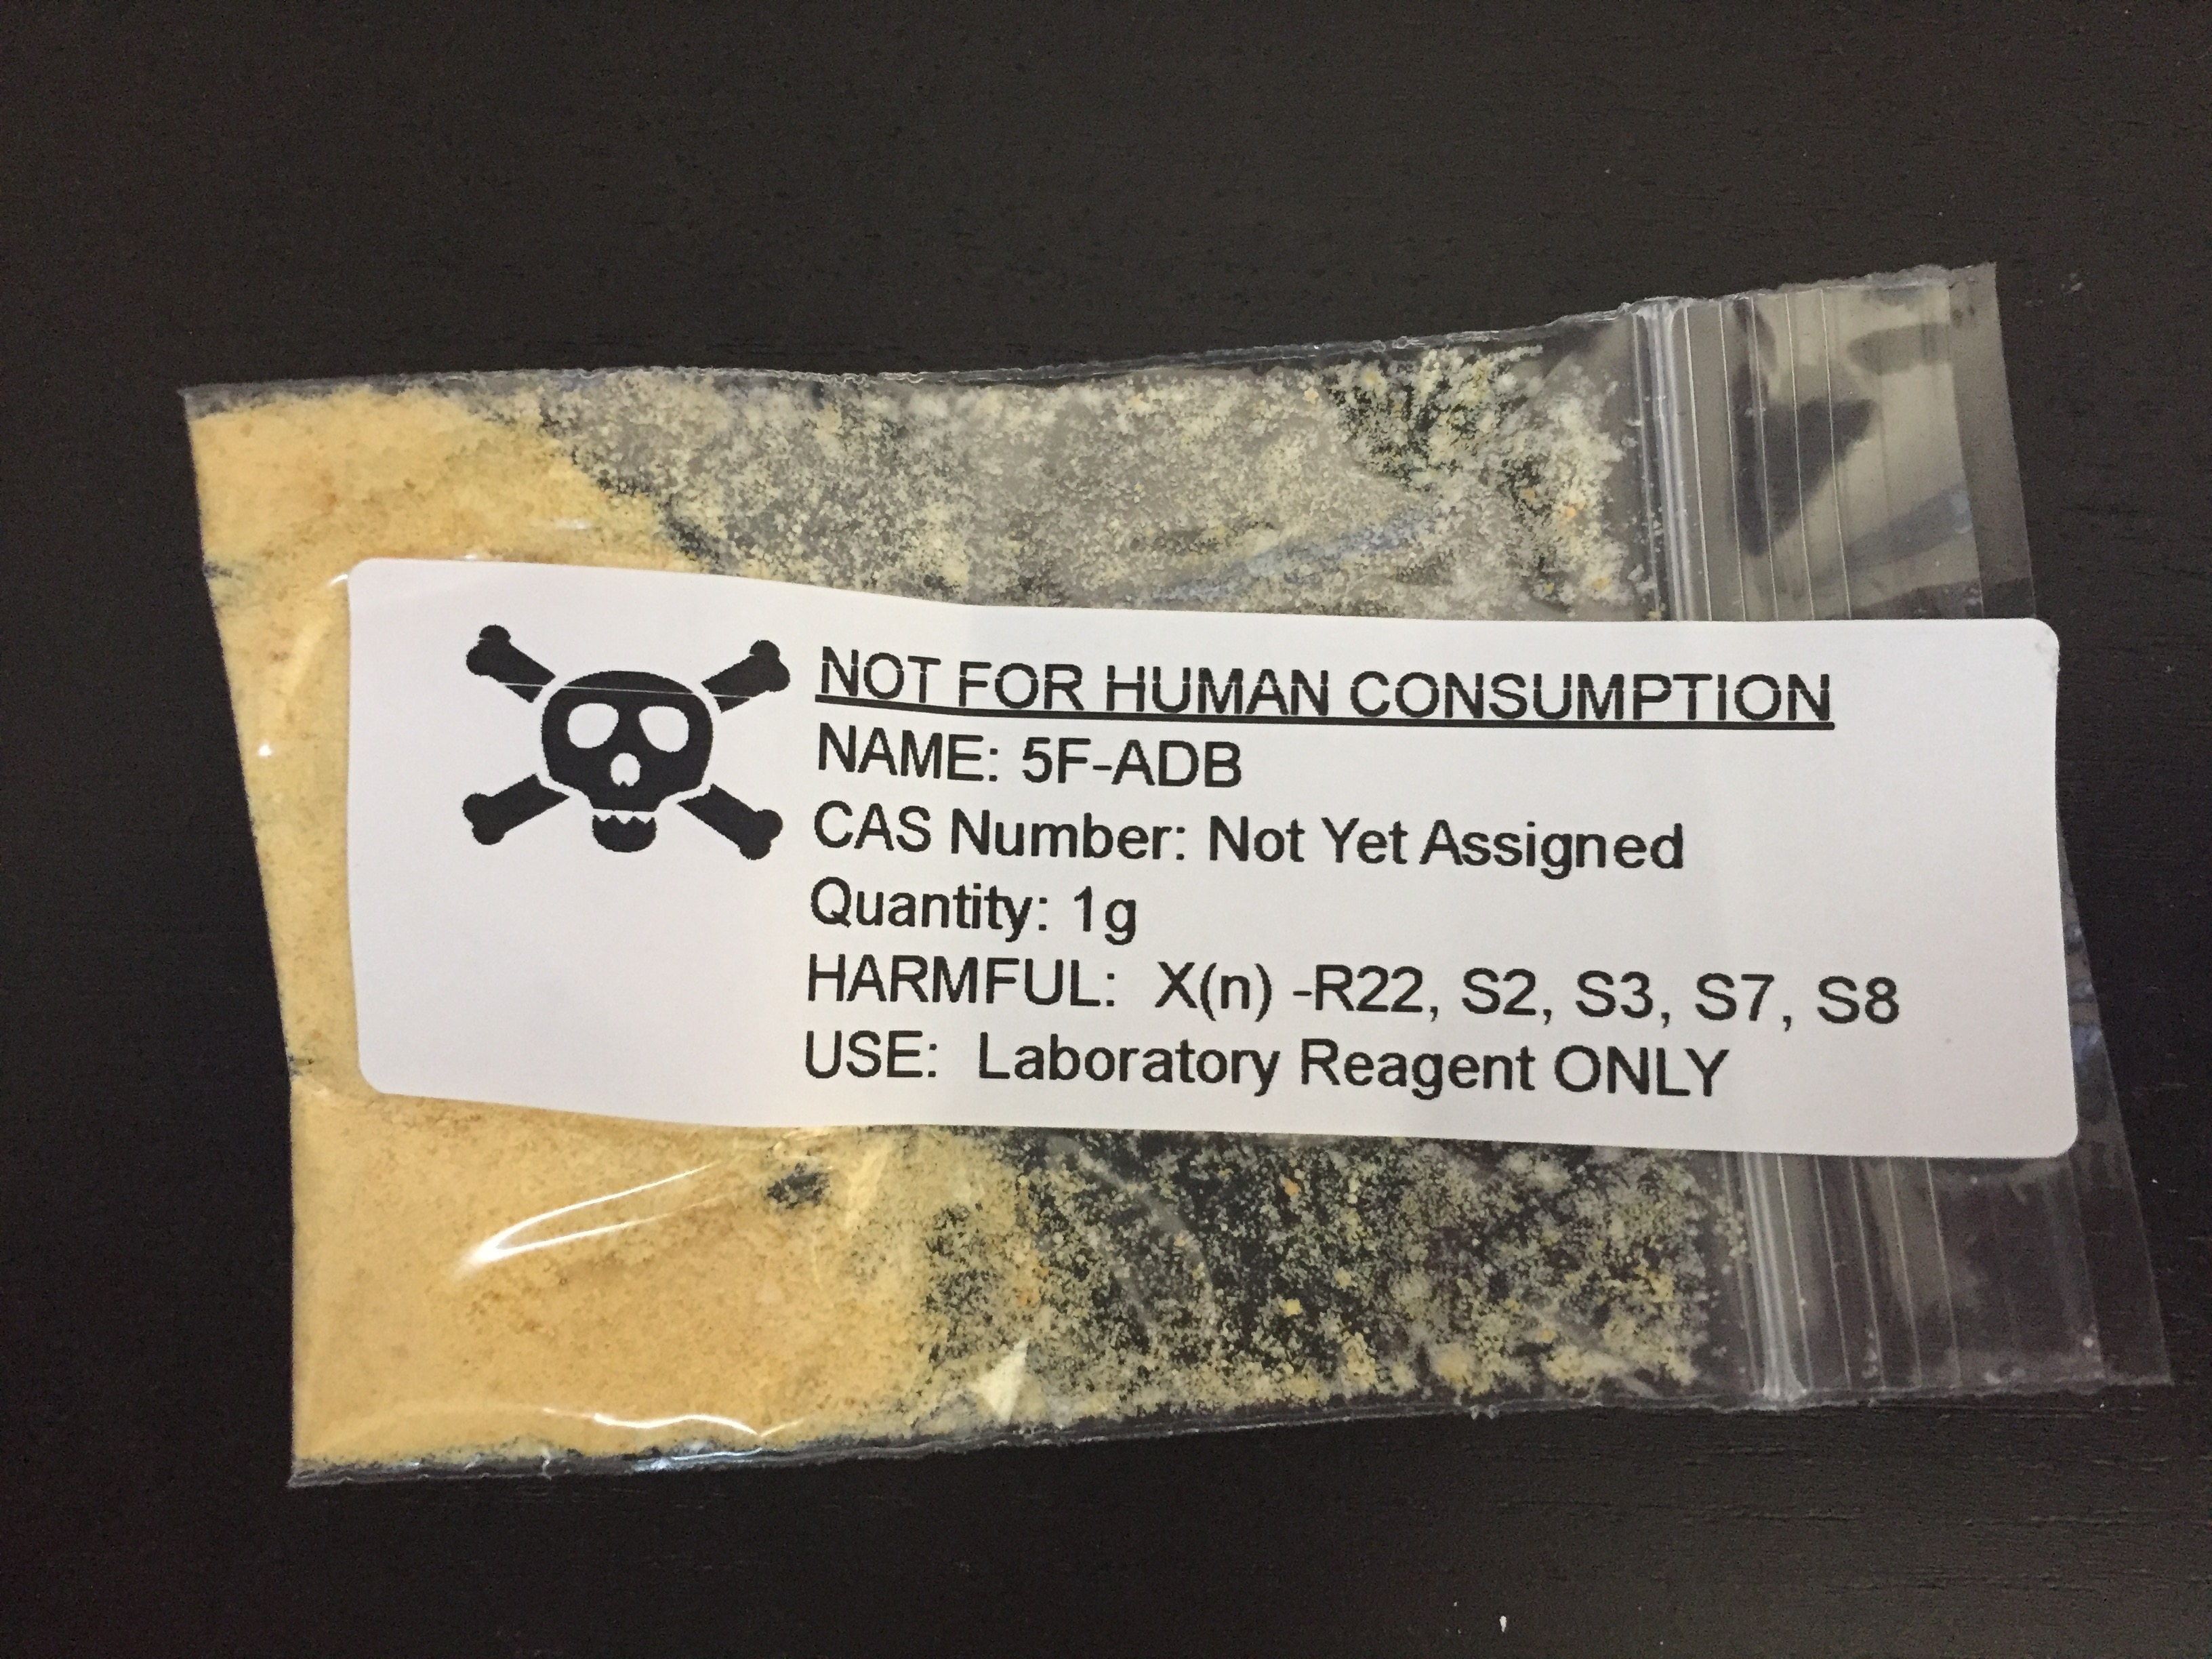 NOT FOR HUMAN CONSUMPTION
NAME: 5F-ADB
CAS Number: Not Yet Assigned
Quantity: 1g
HARMFUL: X(n) -R22, S2, S3, S7, S8
USE: Laboratory Reagent ONLY